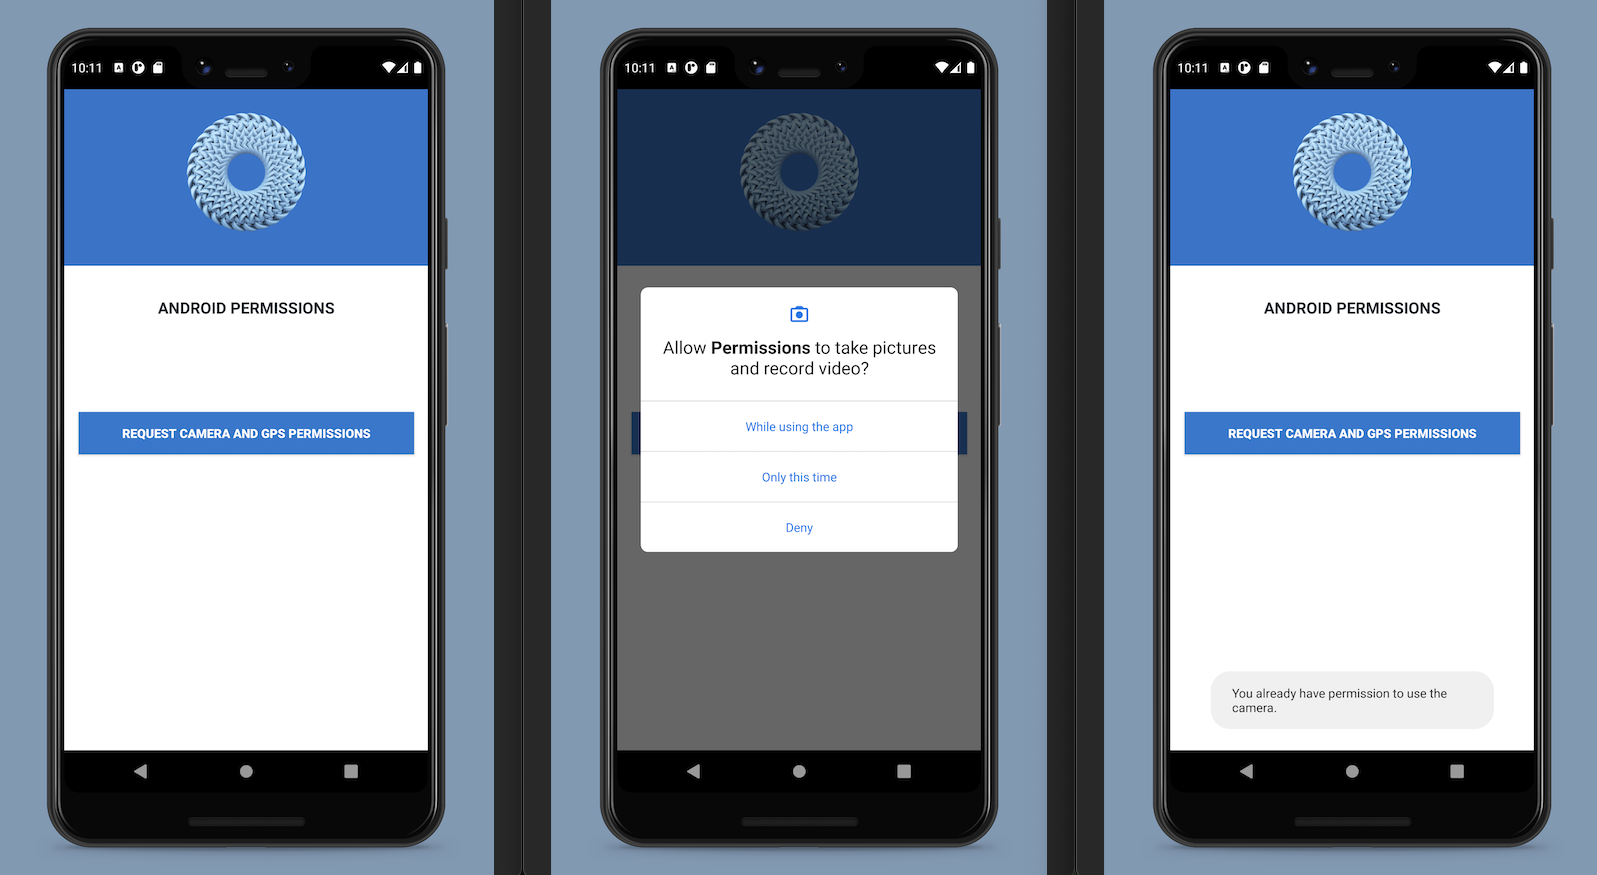 10:11
ANDROID PERMISSIONS
REQUEST CAMERA AND GPS PERMISSIONS
10:11
Allow Permissions to take pictures
and record video?
While using the app
Only this time
Deny
10:11
ANDROID PERMISSIONS
REQUEST CAMERA AND GPS PERMISSIONS
You already have permission to use the
camera.